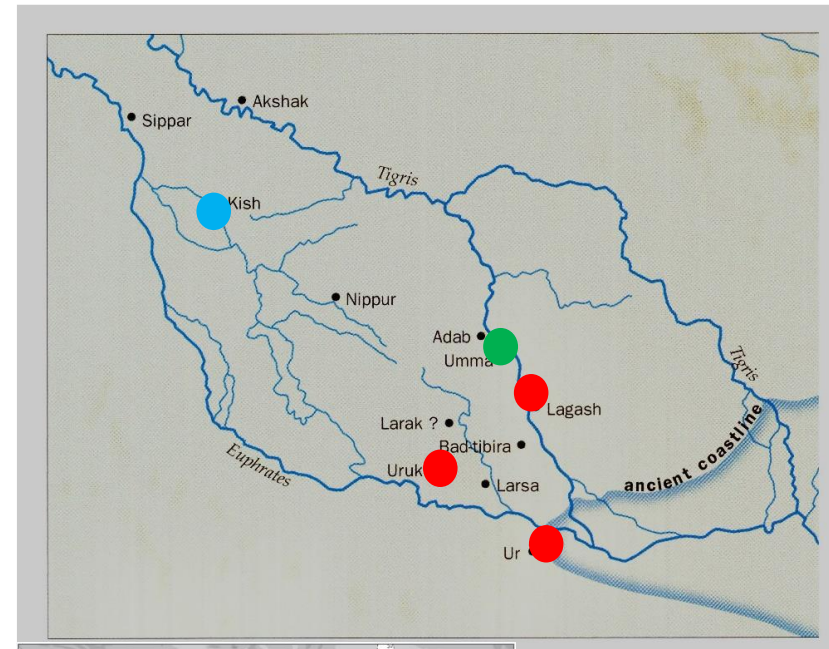 Akshak
Sippar
Tigris
Kish
Nippur
Adab
Umma
Tigris
Lagash
Larak ?
Bad-tibira
ancient coastline
Euphrates
Uruk
Larsa
Ur